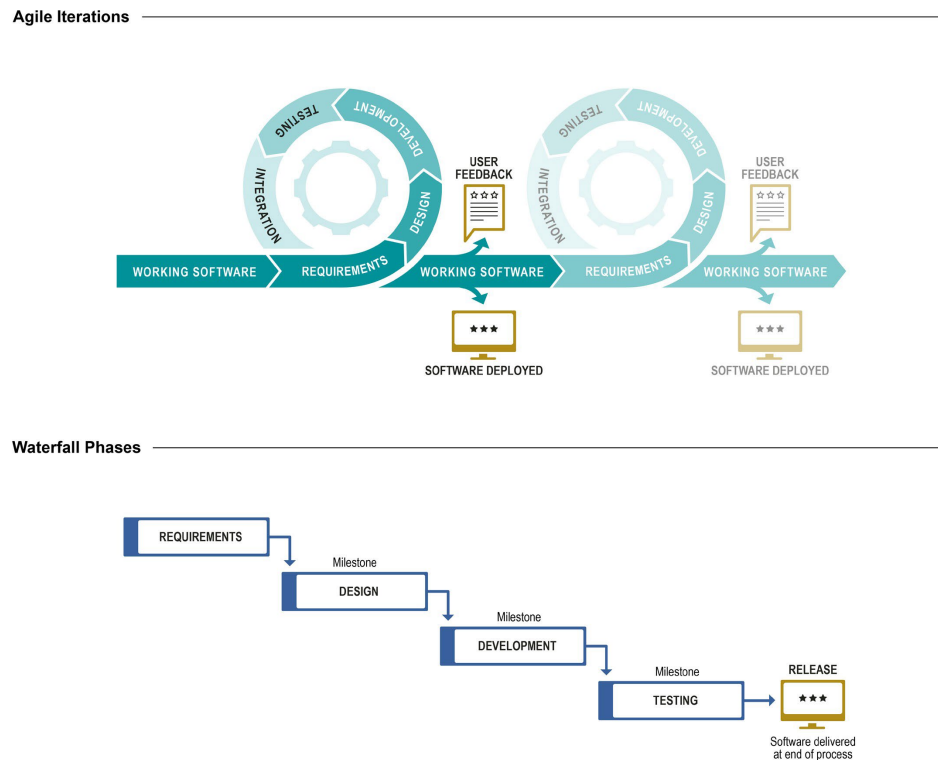 Agile Iterations
TESTING
DEVELOPMENT
INTEGRATION
DESIGN
USER
FEEDBACK
WORKING SOFTWARE
REQUIREMENTS
WORKING SOFTWARE
SOFTWARE DEPLOYED
TESTING
DEVELOPMENT
INTEGRATION
DESIGN
USER
FEEDBACK
REQUIREMENTS
WORKING SOFTWARE
SOFTWARE DEPLOYED
Waterfall Phases
REQUIREMENTS
Milestone
DESIGN
Milestone
DEVELOPMENT
Milestone
TESTING
RELEASE
Software delivered
at end of process